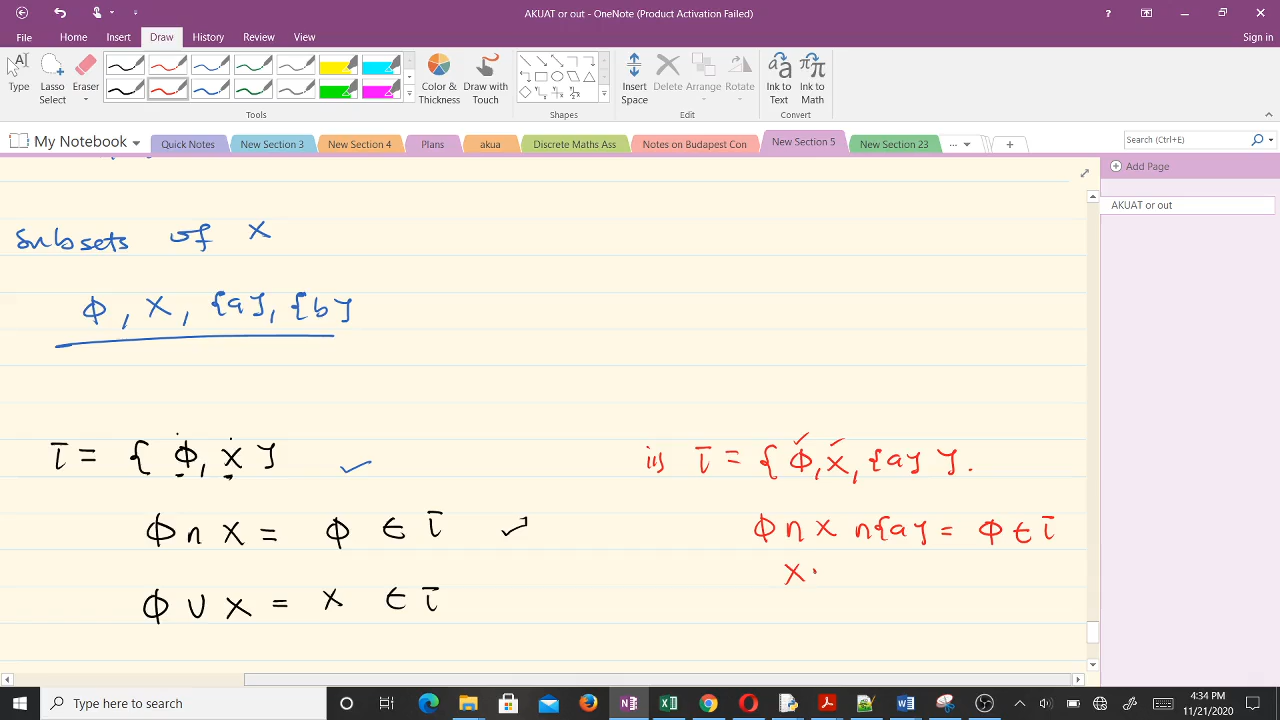 AKUAT or out - OneNote (Product Activation Failed)
File Home Insert Draw History Review View Sign in
Type Lasso Select Eraser Color & Thickness Draw with Touch Insert Space Delete Arrange Rotate Ink to Text Ink to Math
Tools Shapes Edit Convert
My Notebook Quick Notes New Section 3 New Section 4 Plans akua Discrete Maths Ass Notes on Budapest Con New Section 5 New Section 23 ... + Search (Ctrl+E)
Add Page
AKUAT or out
Subsets of X
ϕ, X, {a}, {b}
τ = { ϕ, X }
ϕ ∩ X = ϕ ∈ τ
ϕ ∪ X = X ∈ τ
ii) τ = { ϕ, X, {a} }.
ϕ ∩ X ∩ {a} = ϕ ∈ τ
X
Type here to search
4:34 PM
11/21/2020